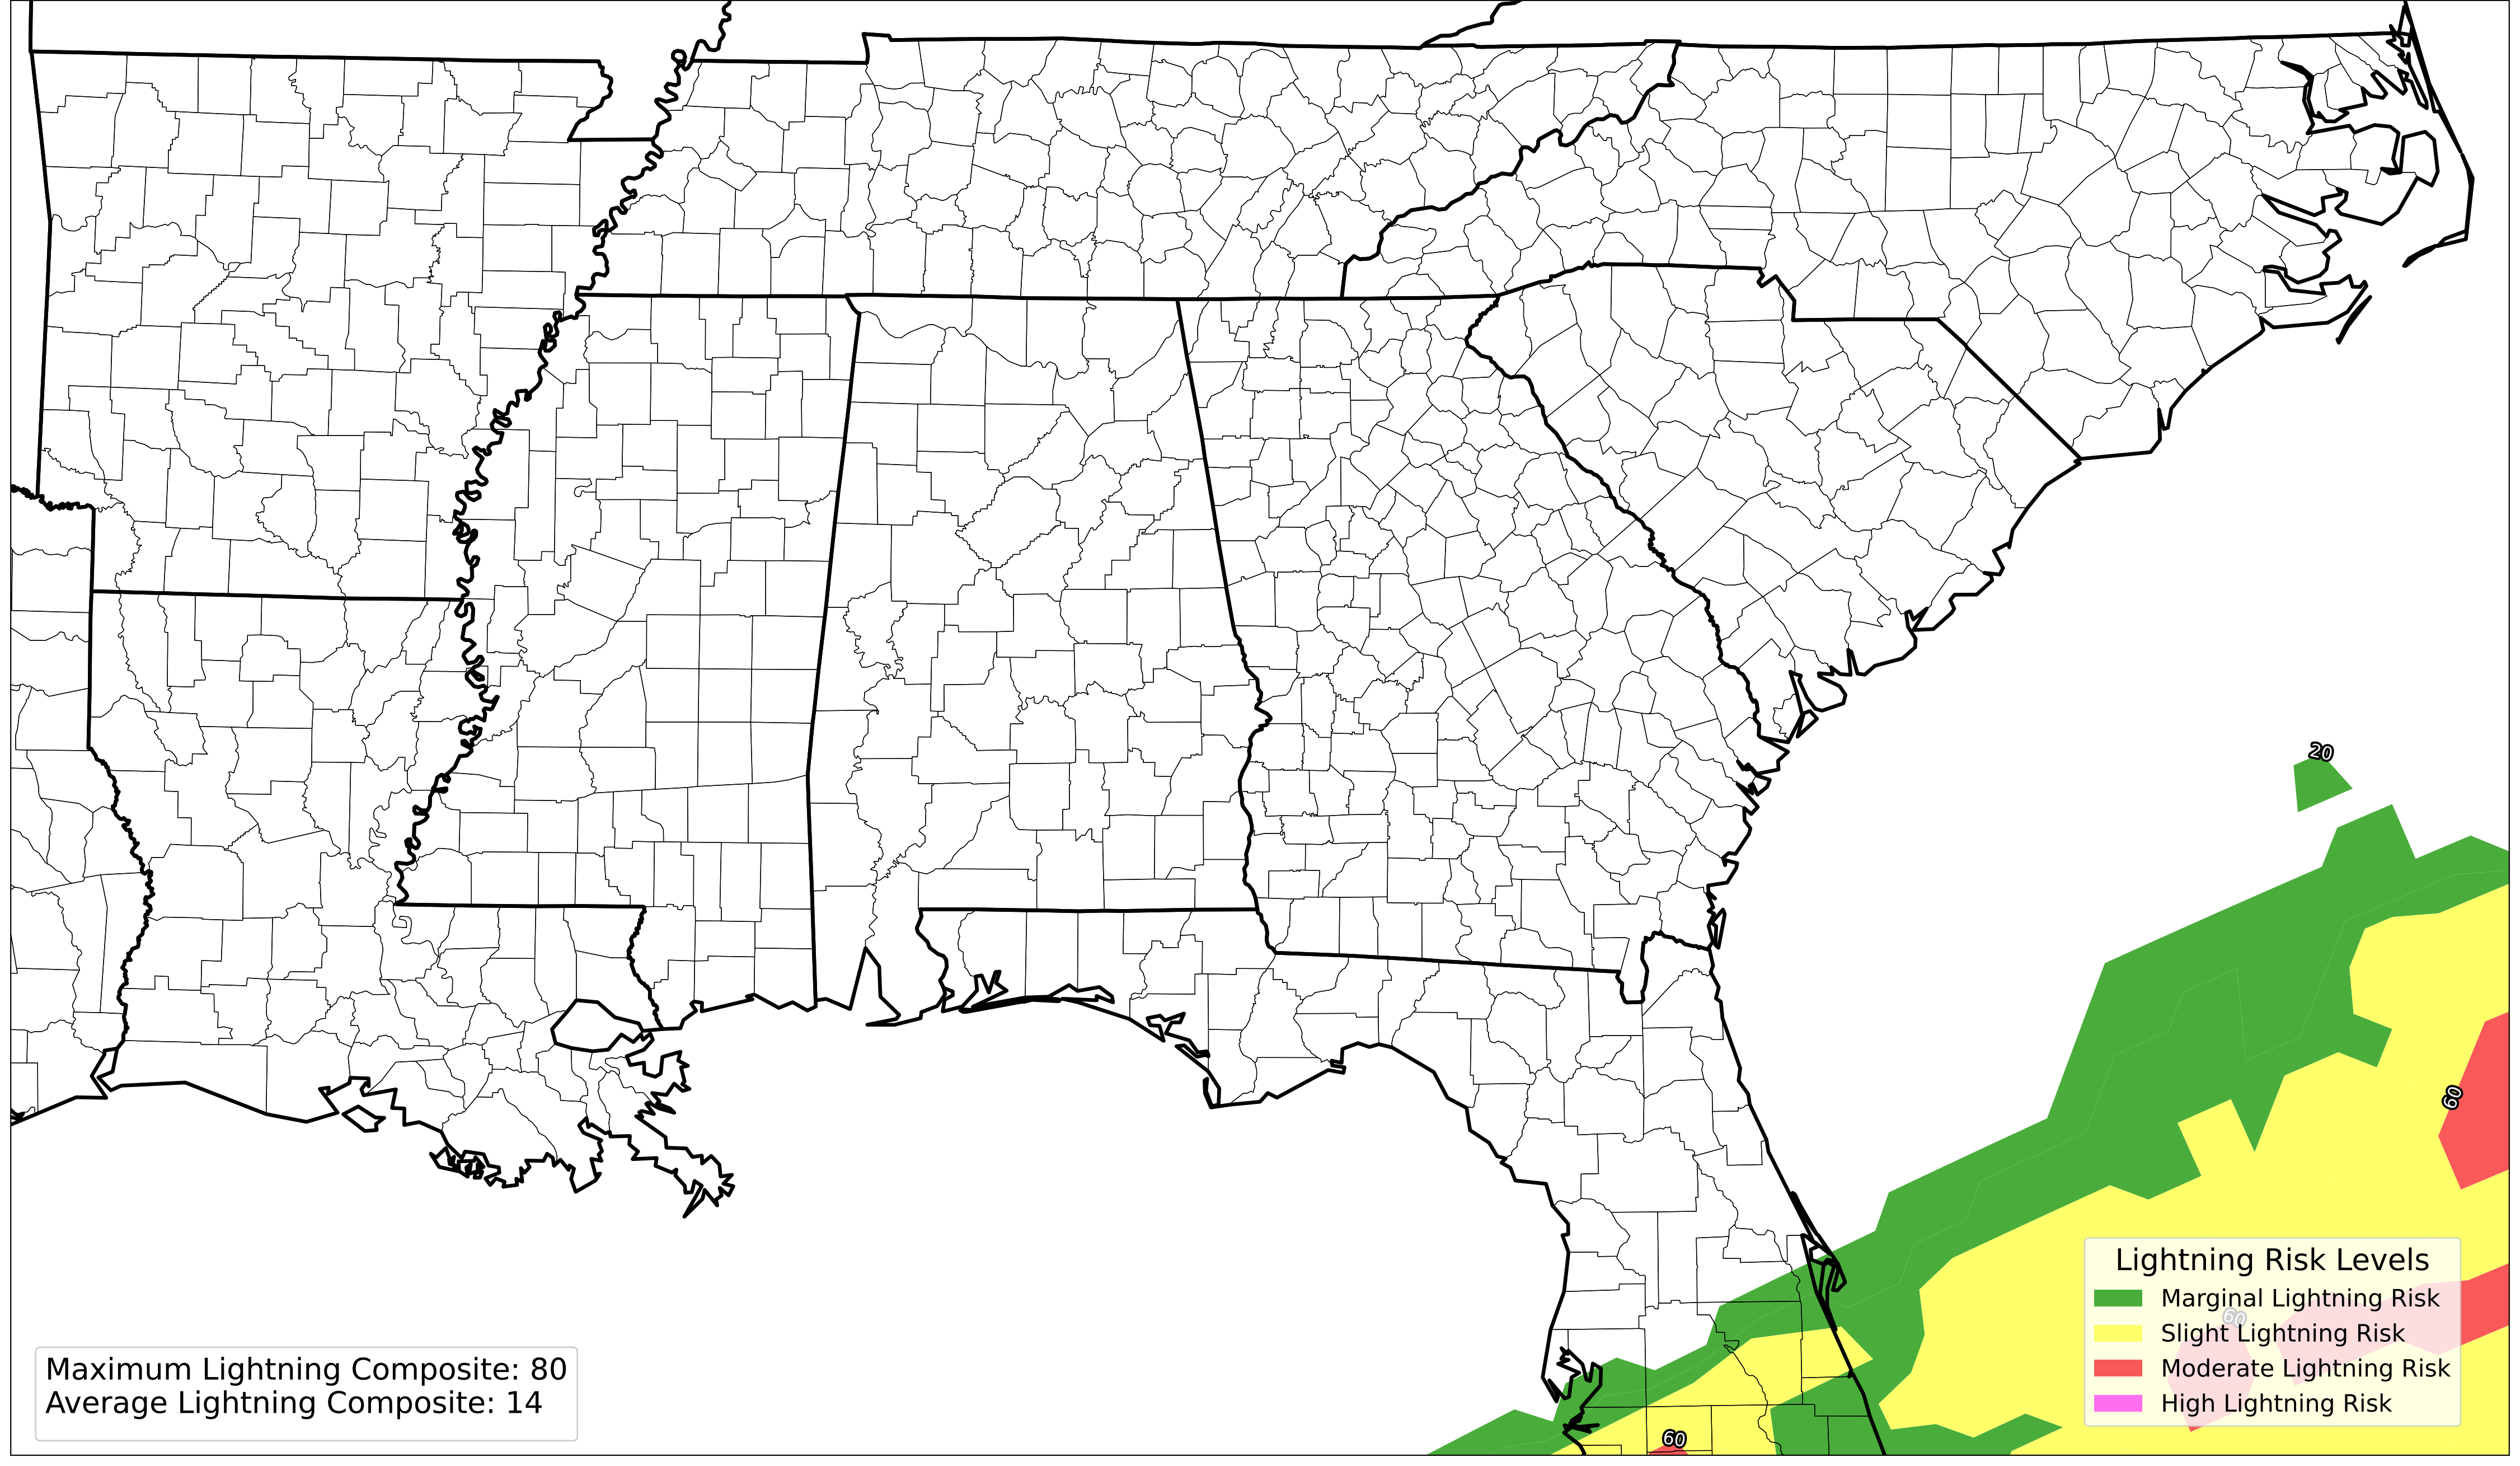 20
60
Lightning Risk Levels
Marginal Lightning Risk
60
Slight Lightning Risk
Moderate Lightning Risk
High Lightning Risk
Maximum Lightning Composite: 80
Average Lightning Composite: 14
60